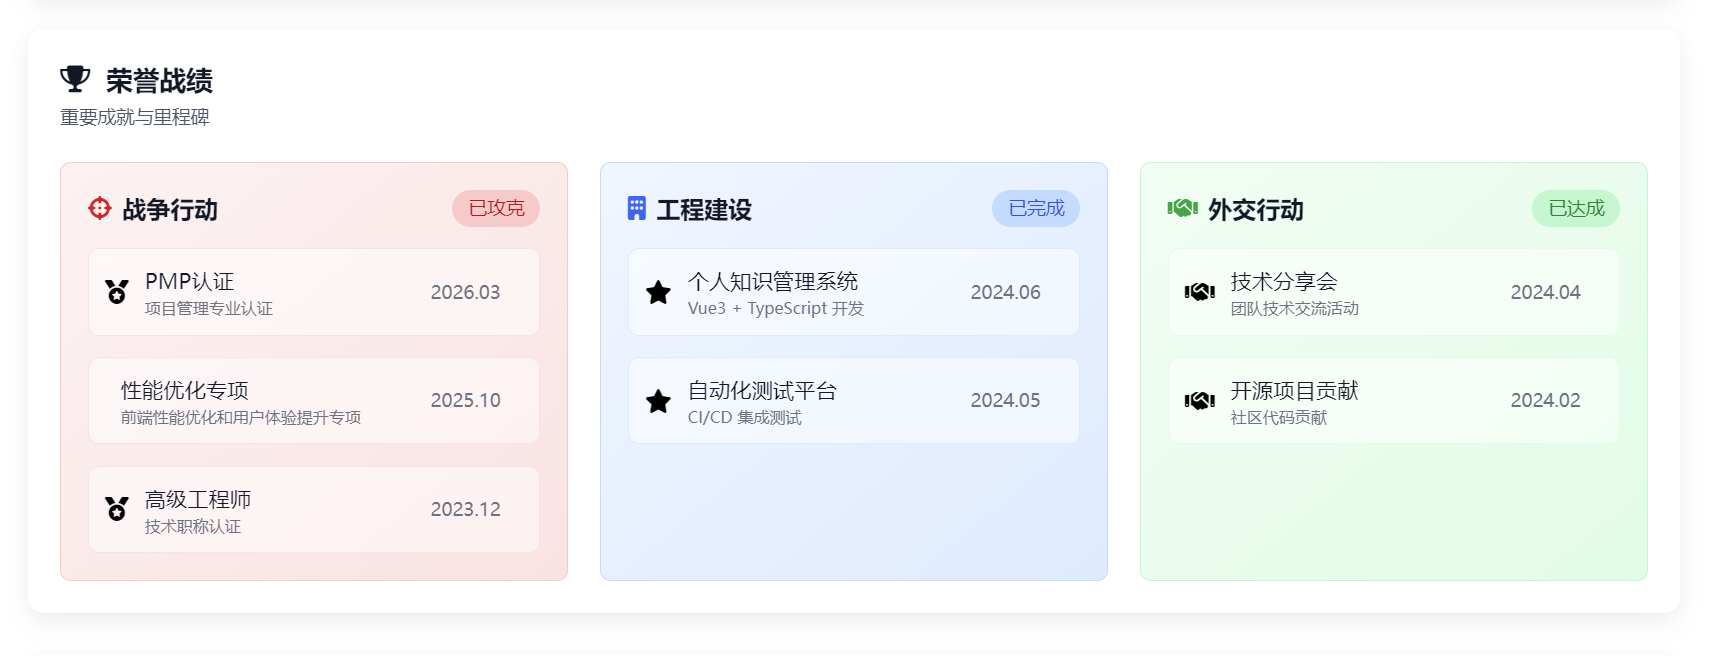 荣誉战绩
重要成就与里程碑
战争行动
已攻克
PMP认证
项目管理专业认证
2026.03
性能优化专项
前端性能优化和用户体验提升专项
2025.10
高级工程师
技术职称认证
2023.12
工程建设
已完成
个人知识管理系统
Vue3 + TypeScript 开发
2024.06
自动化测试平台
CI/CD 集成测试
2024.05
外交行动
已达成
技术分享会
团队技术交流活动
2024.04
开源项目贡献
社区代码贡献
2024.02